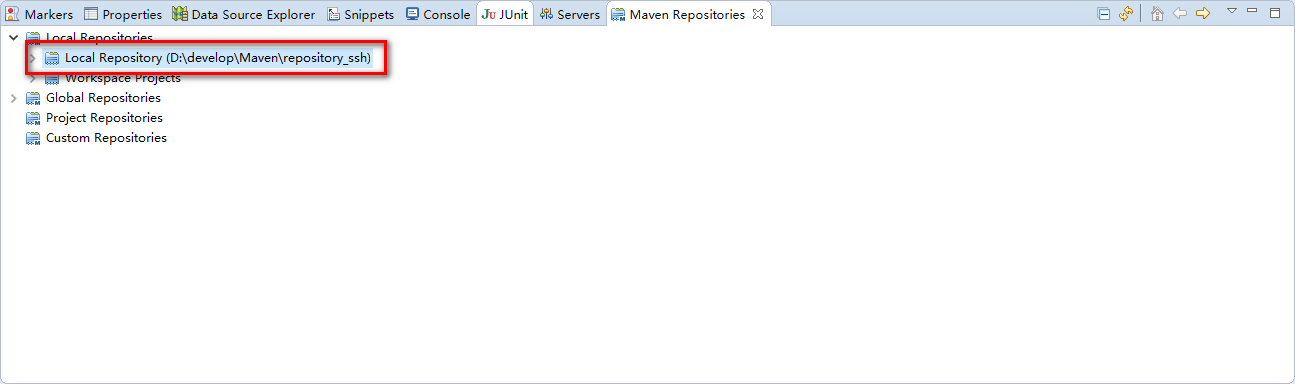 Markers Properties Data Source Explorer Snippets Console JUnit Servers Maven Repositories
Local Repositories
Local Repository (D:\develop\Maven\repository_ssh)
Workspace Projects
Global Repositories
Project Repositories
Custom Repositories